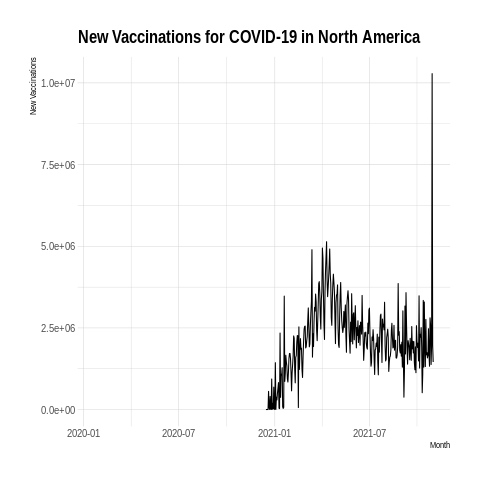 New Vaccinations for COVID-19 in North America
New Vaccinations
1.0e+07
7.5e+06
5.0e+06
2.5e+06
0.0e+00
2020-01 2020-07 2021-01 2021-07
Month